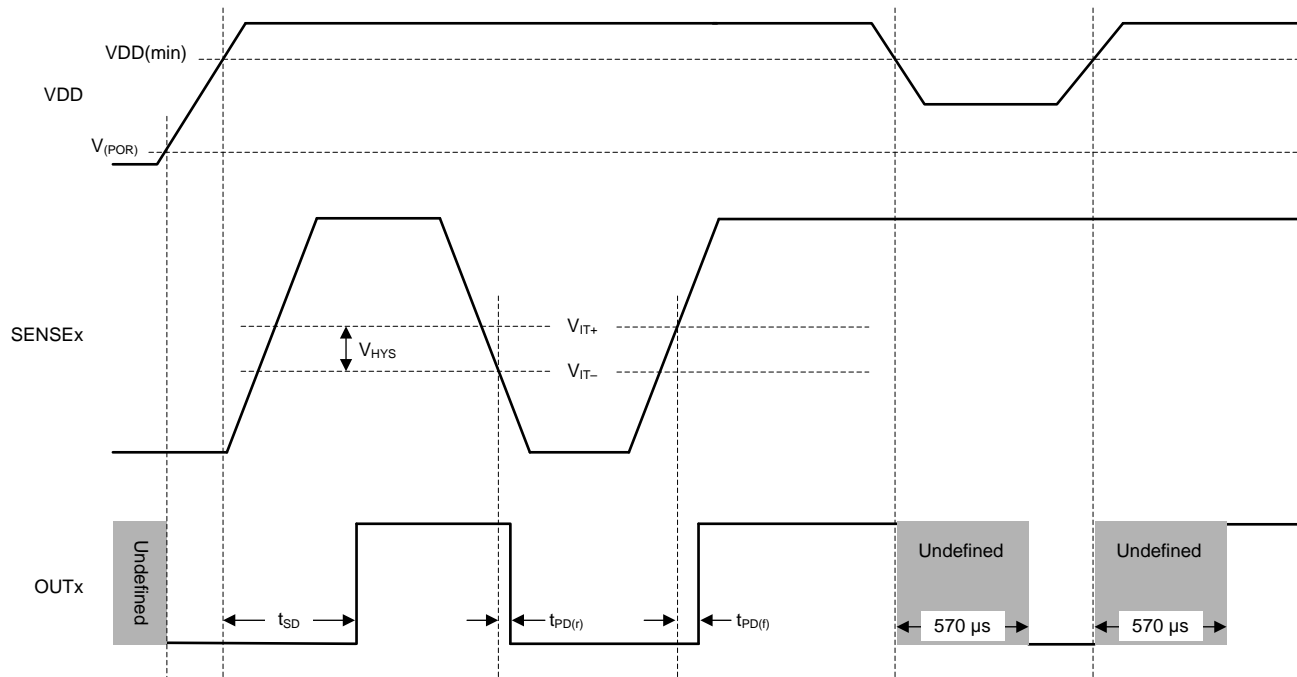 VDD(min)
VDD
V(POR)
SENSEx
VIT+
VHYS
VIT–
OUTx
Undefined
Undefined
Undefined
tSD
tPD(r)
tPD(f)
570 µs
570 µs